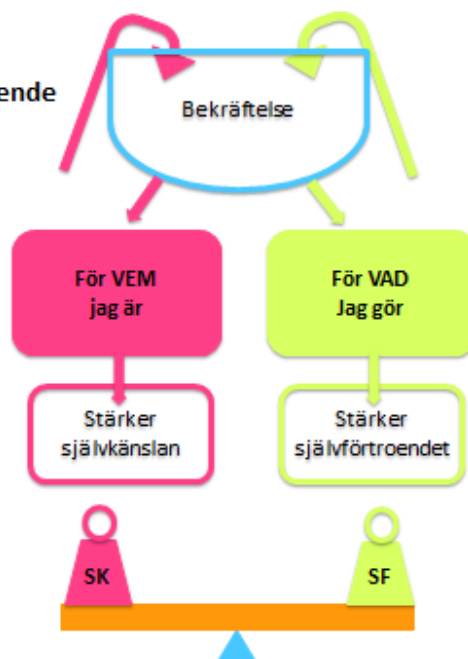 ende
Bekräftelse
För VEM
jag är
För VAD
Jag gör
Stärker
självkänslan
Stärker
självförtroendet
SK
SF